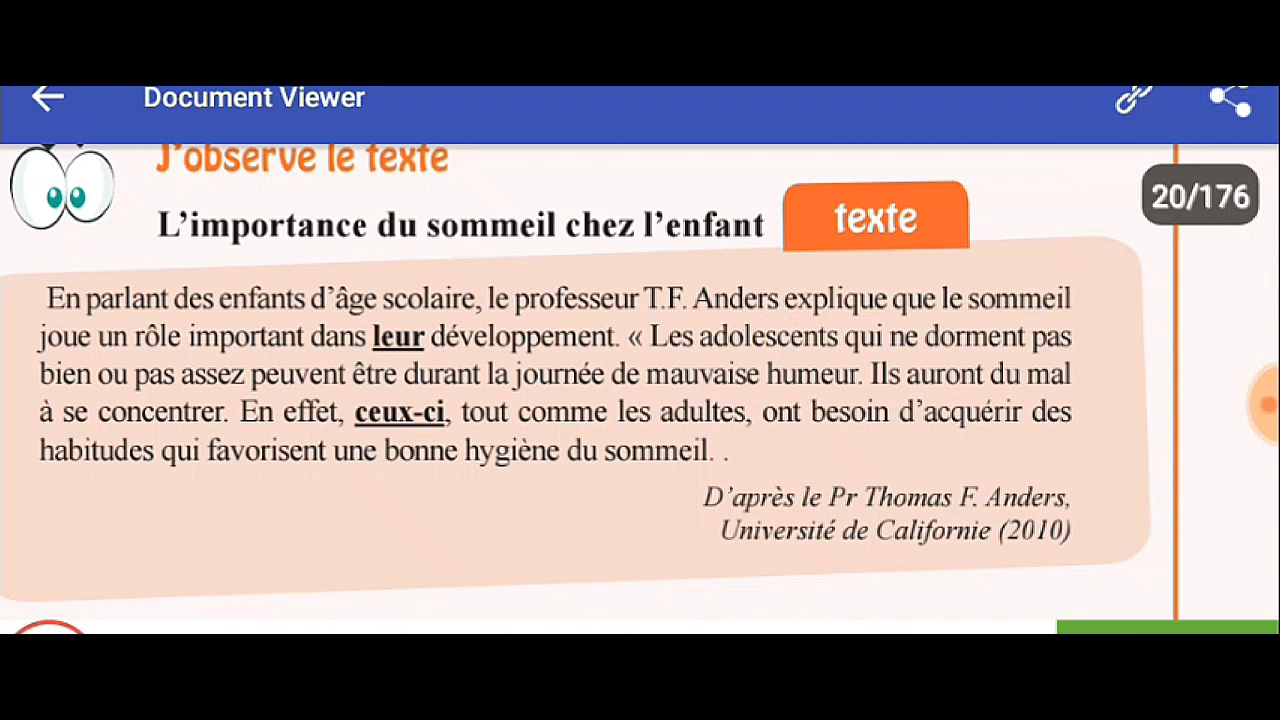 Document Viewer
J'observe le texte
20/176
L'importance du sommeil chez l'enfant
texte
En parlant des enfants d'âge scolaire, le professeur T.F. Anders explique que le sommeil
joue un rôle important dans leur développement. « Les adolescents qui ne dorment pas
bien ou pas assez peuvent être durant la journée de mauvaise humeur. Ils auront du mal
à se concentrer. En effet, ceux-ci, tout comme les adultes, ont besoin d'acquérir des
habitudes qui favorisent une bonne hygiène du sommeil. .
D'après le Pr Thomas F. Anders,
Université de Californie (2010)